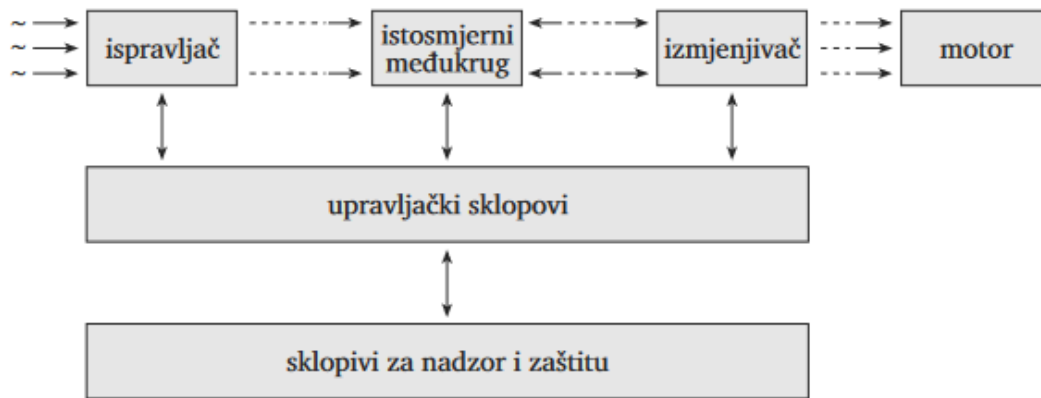 ~
~
~
ispravljač
istosmjerni
međukrug
izmjenjivač
motor
upravljački sklopovi
sklopivi za nadzor i zaštitu